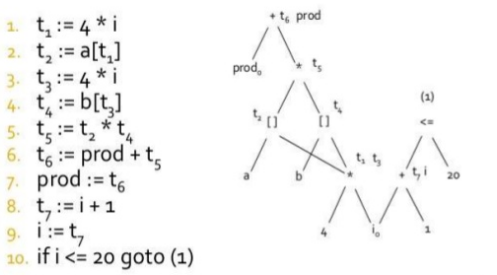 1. t₁ := 4 * i
2. t₂ := a[t₁]
3. t₃ := 4 * i
4. t₄ := b[t₃]
5. t₅ := t₂ * t₄
6. t₆ := prod + t₅
7. prod := t₆
8. t₇ := i + 1
9. i := t₇
10. if i <= 20 goto (1)
+ t₆ prod
prod₀ * t₅
t₂ [] [] t₄ (1)
<=
a b * t₁ t₃ + t₇ i 20
4 i₀ 1